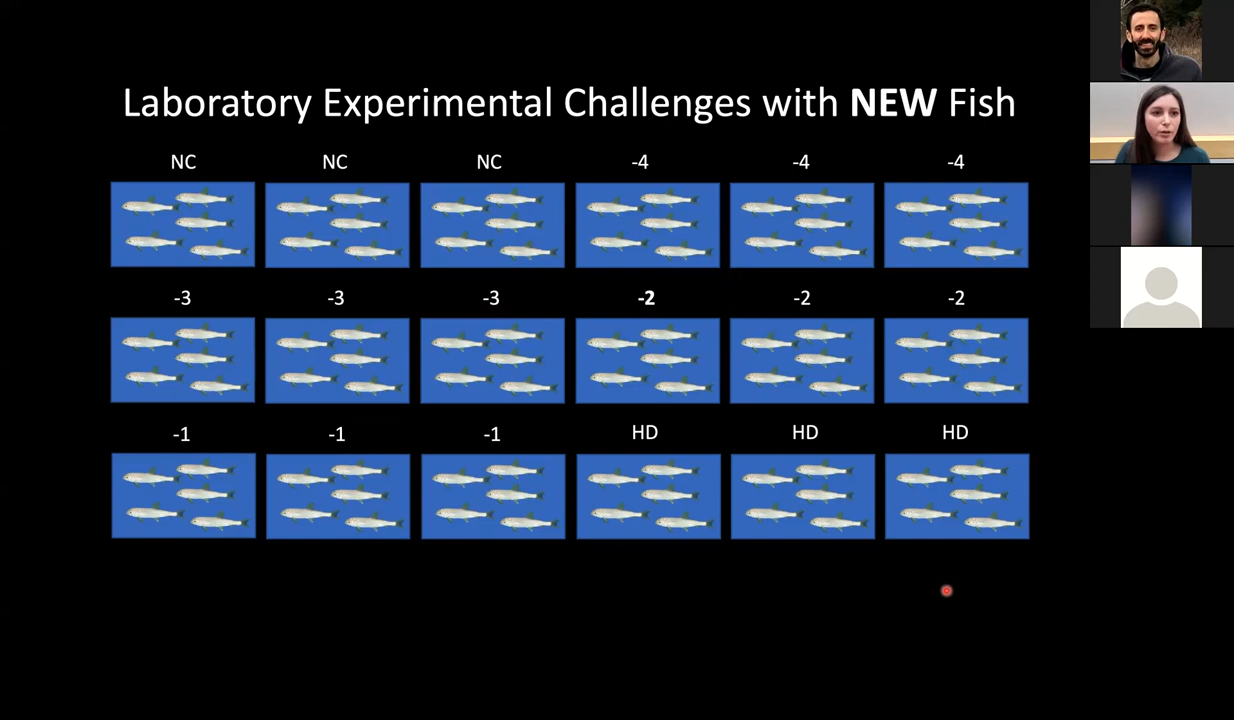 Laboratory Experimental Challenges with NEW Fish
NC NC NC -4 -4 -4
-3 -3 -3 -2 -2 -2
-1 -1 -1 HD HD HD